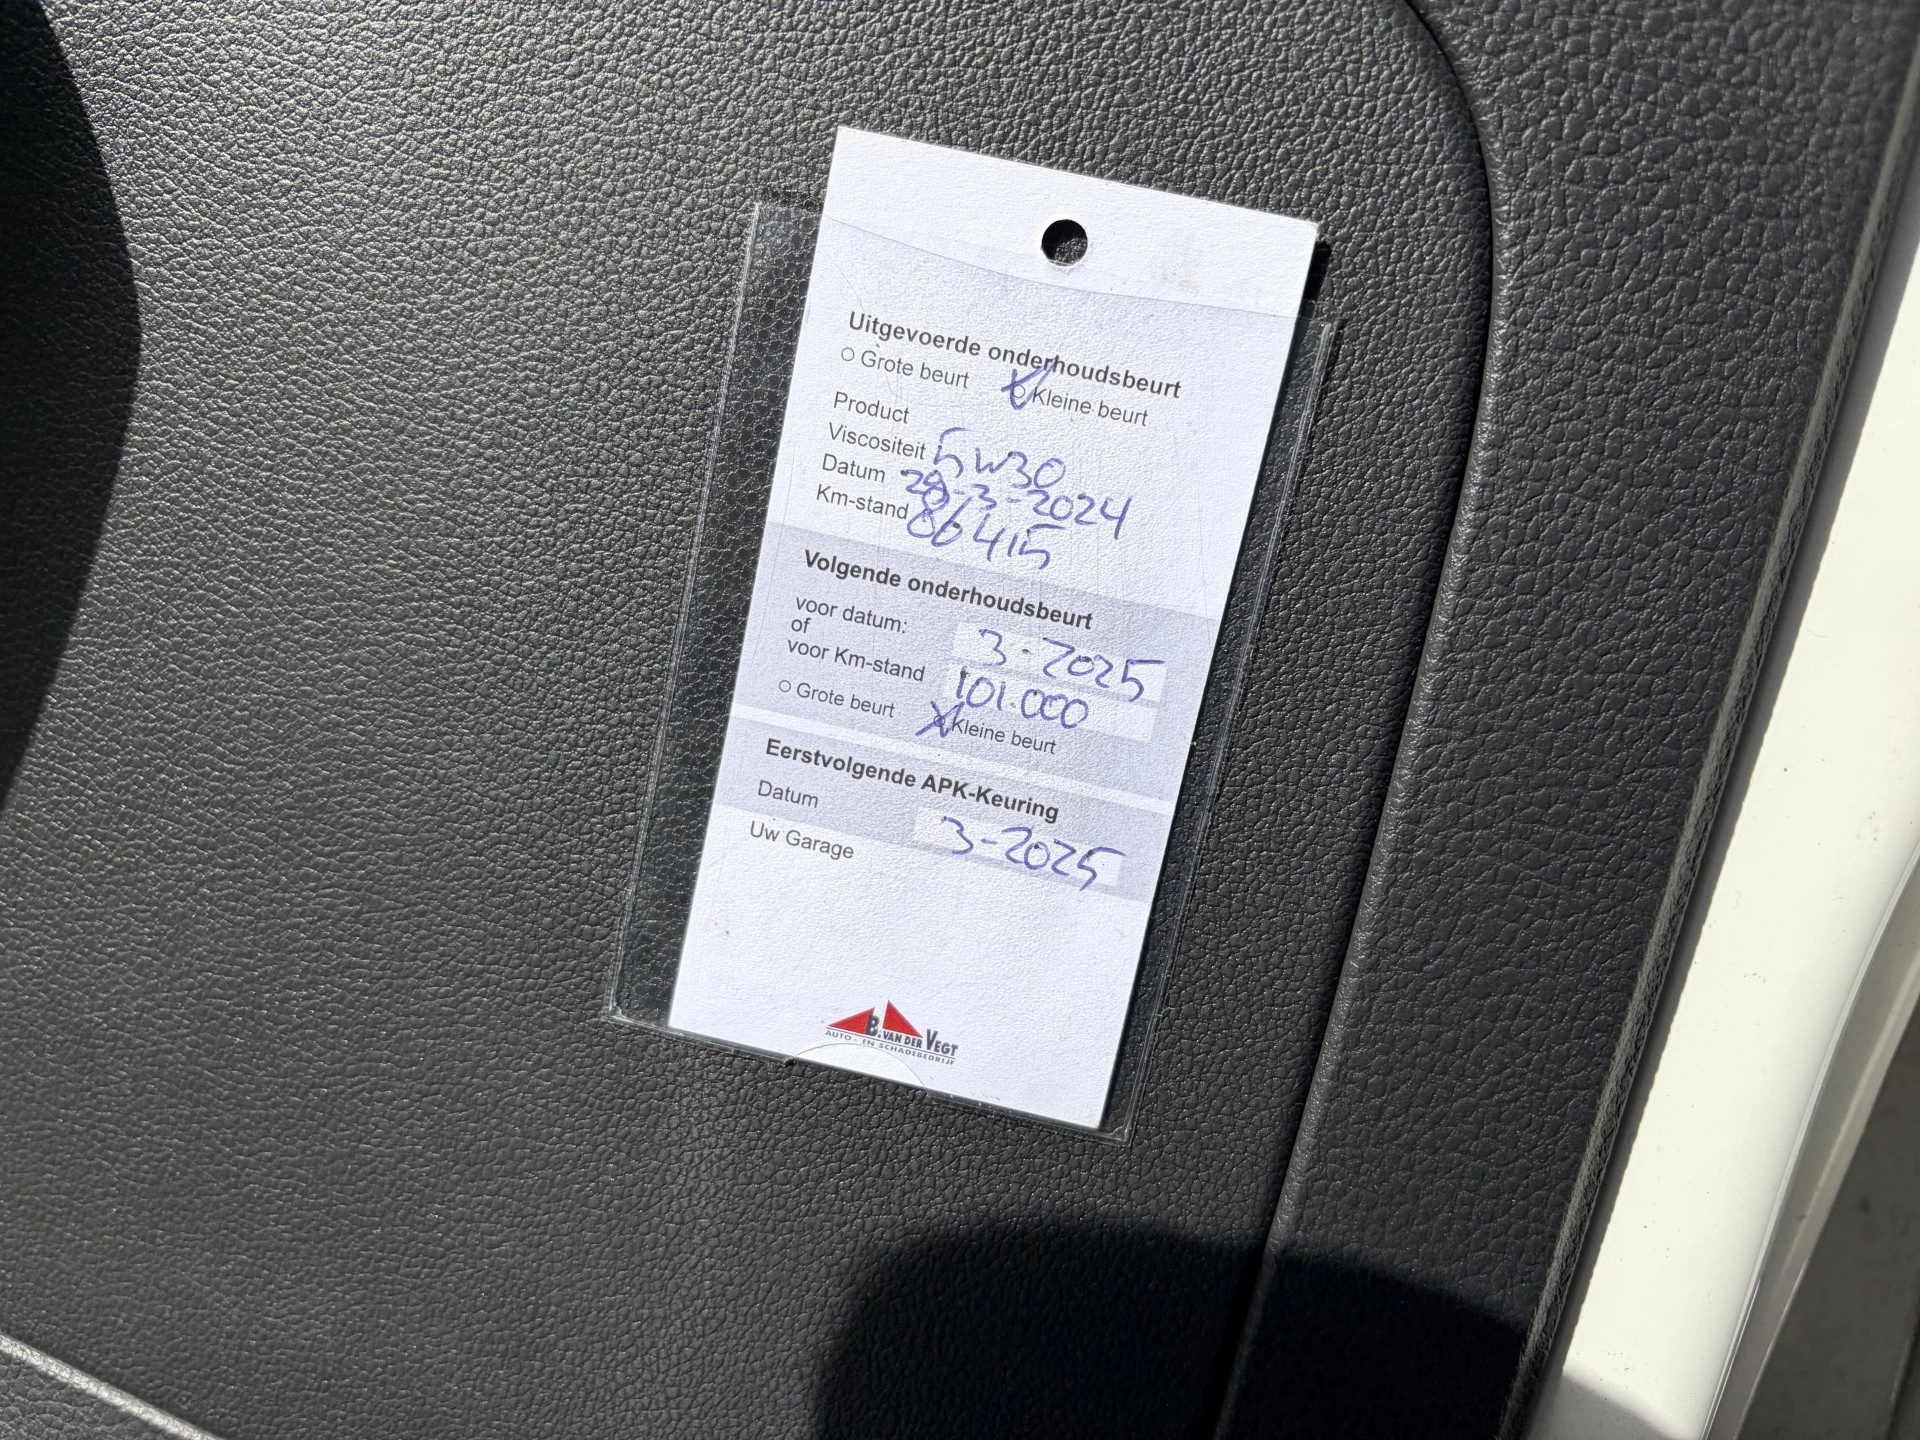 Uitgevoerde onderhoudsbeurt
Grote beurt Kleine beurt
Product
Viscositeit 5W30
Datum 28-3-2024
Km-stand 86415
Volgende onderhoudsbeurt
voor datum: 3-2025
of
voor Km-stand 101.000
Grote beurt Kleine beurt
Eerstvolgende APK-Keuring
Datum 3-2025
Uw Garage
B. VAN DER VEGT
AUTO- EN SCHADEBEDRIJF